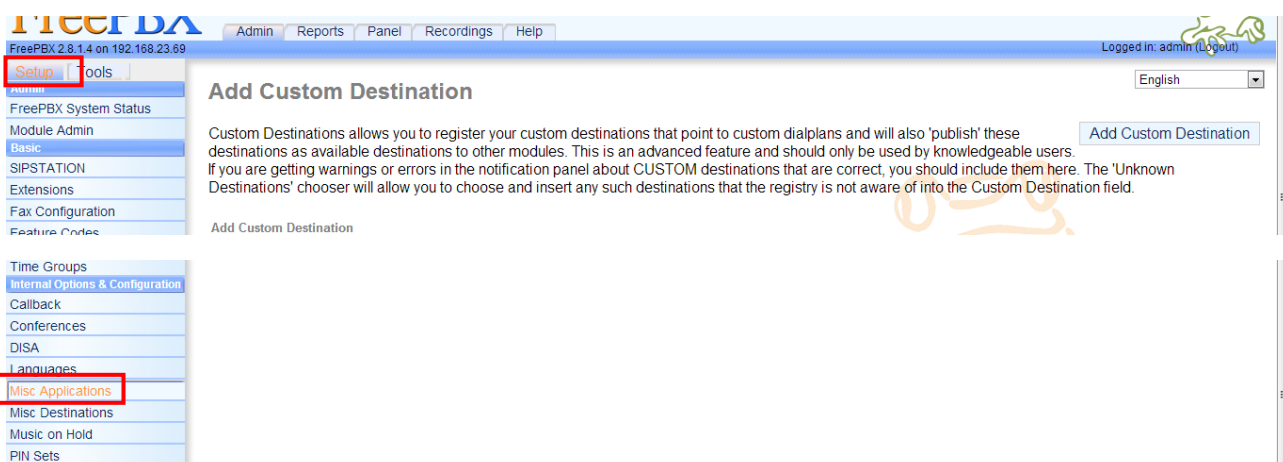 FreePBX
Admin Reports Panel Recordings Help
FreePBX 2.8.1.4 on 192.168.23.69
Logged in: admin (Logout)
Setup Tools
English
Admin
Add Custom Destination
FreePBX System Status
Module Admin
Basic
SIPSTATION
Extensions
Fax Configuration
Feature Codes
Custom Destinations allows you to register your custom destinations that point to custom dialplans and will also 'publish' these
destinations as available destinations to other modules. This is an advanced feature and should only be used by knowledgeable users.
If you are getting warnings or errors in the notification panel about CUSTOM destinations that are correct, you should include them here. The 'Unknown
Destinations' chooser will allow you to choose and insert any such destinations that the registry is not aware of into the Custom Destination field.
Add Custom Destination
Add Custom Destination
Time Groups
Internal Options & Configuration
Callback
Conferences
DISA
Languages
Misc Applications
Misc Destinations
Music on Hold
PIN Sets